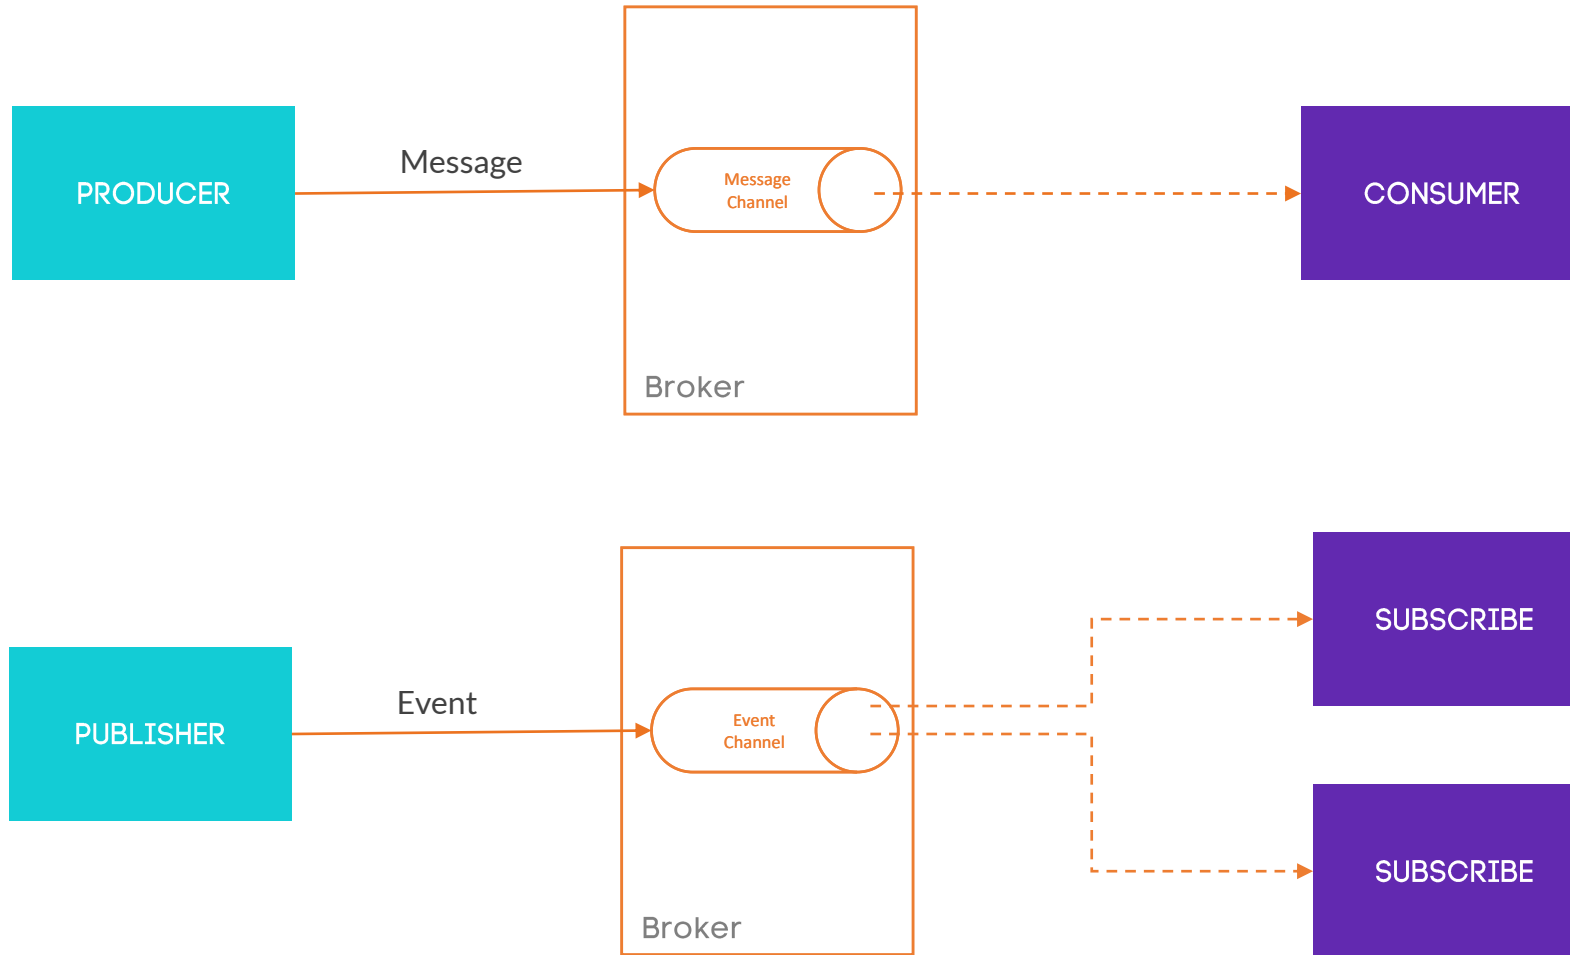 PRODUCER
Message
Message
Channel
CONSUMER
Broker
PUBLISHER
Event
Event
Channel
SUBSCRIBE
SUBSCRIBE
Broker